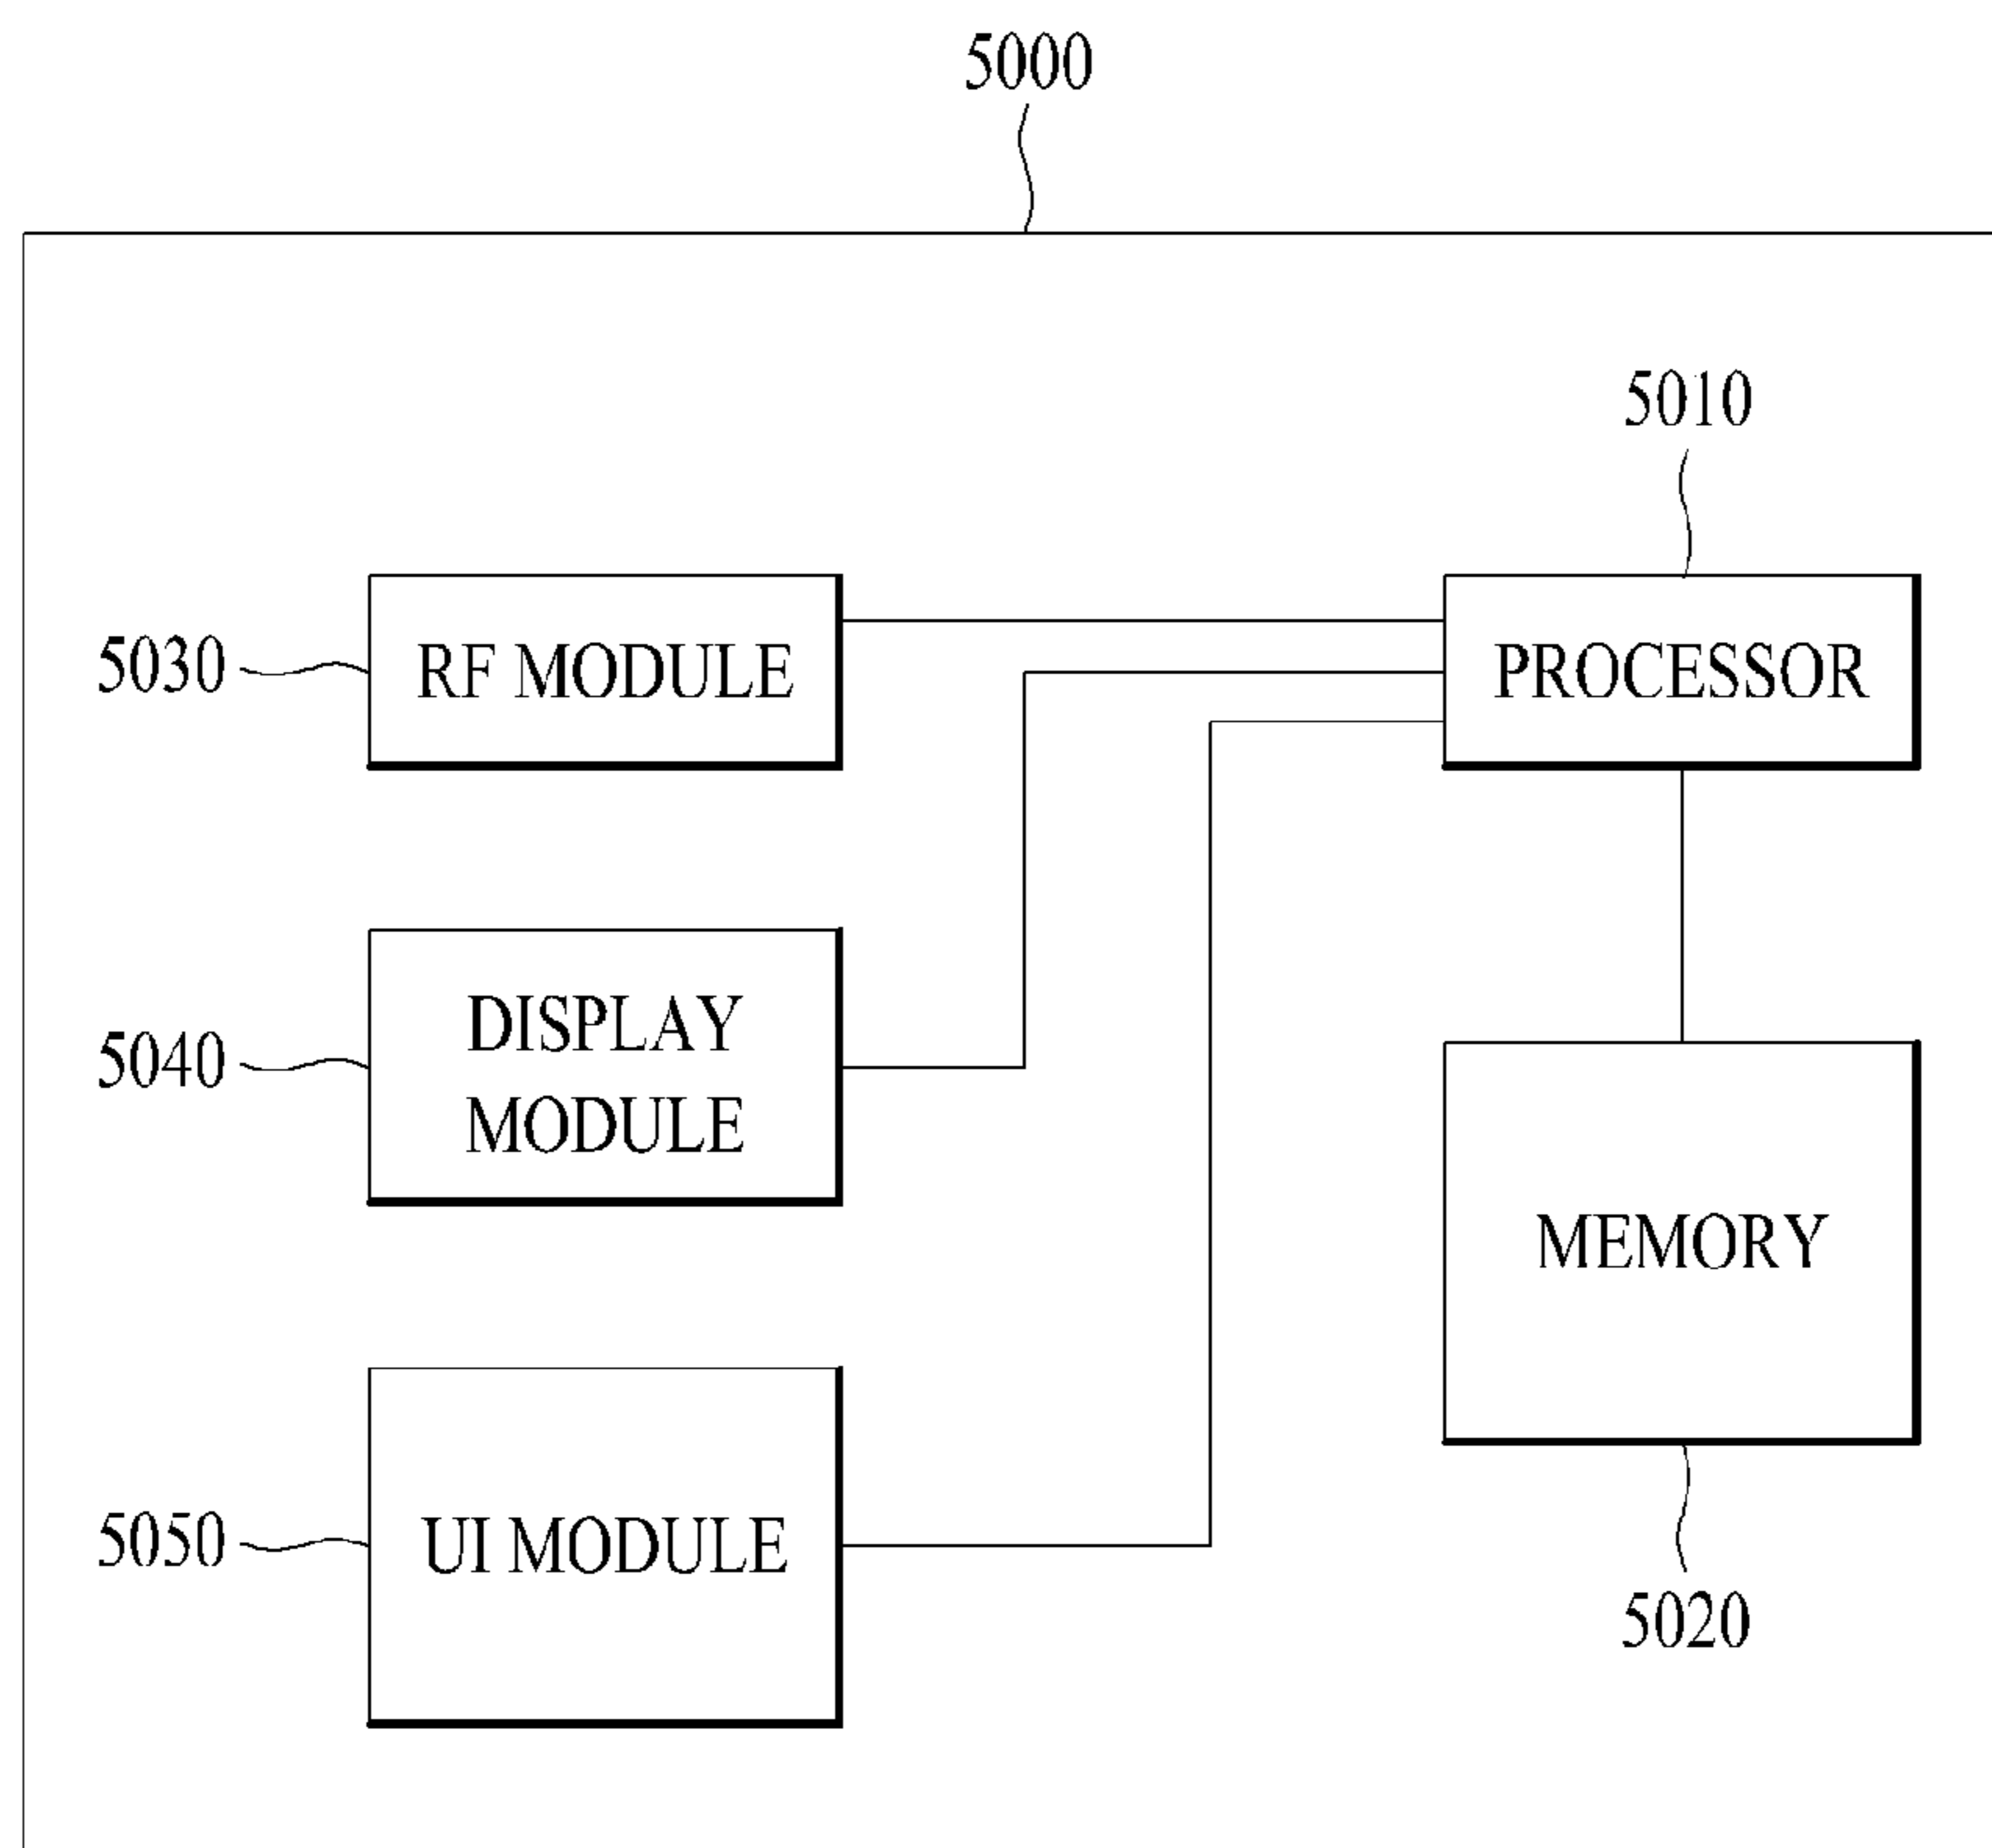 5000
5010
5030
RF MODULE
PROCESSOR
5040
DISPLAY
MODULE
MEMORY
5050
UI MODULE
5020